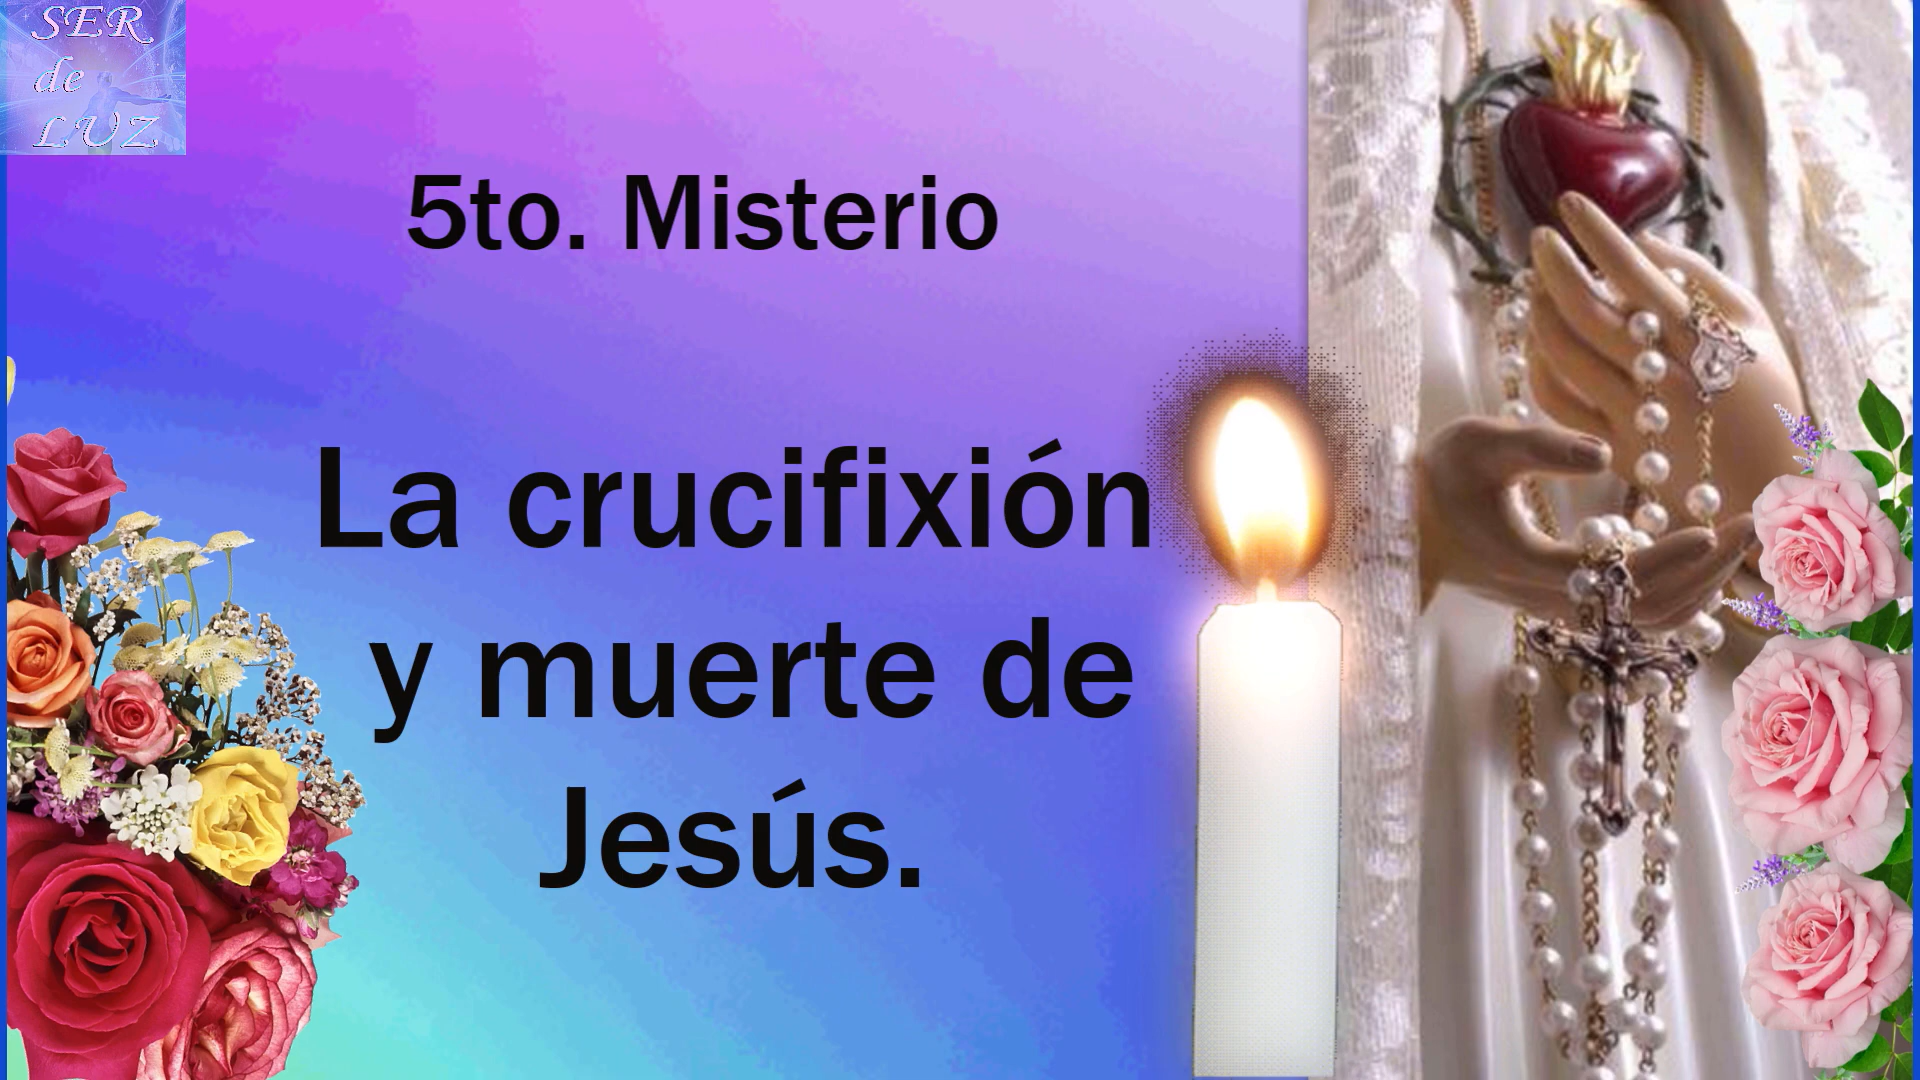 SER
de
LUZ
5to. Misterio
La crucifixión
y muerte de
Jesús.